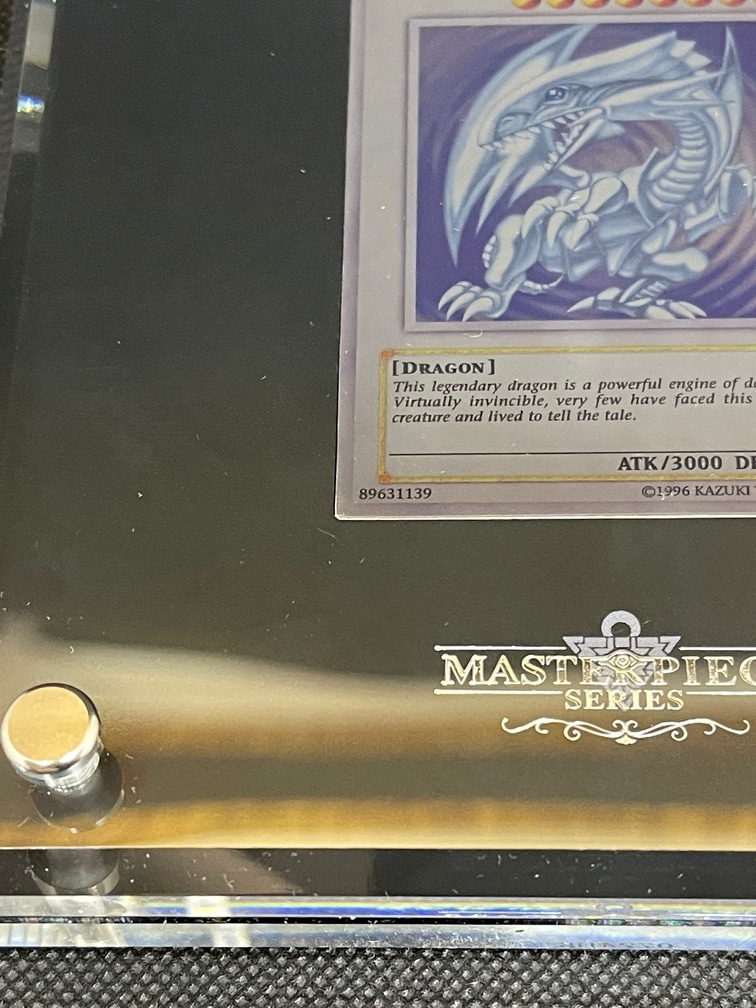 [DRAGON]
This legendary dragon is a powerful engine of
Virtually invincible, very few have faced this
creature and lived to tell the tale.
ATK/3000
89631139
©1996 KAZUKI
SERIES